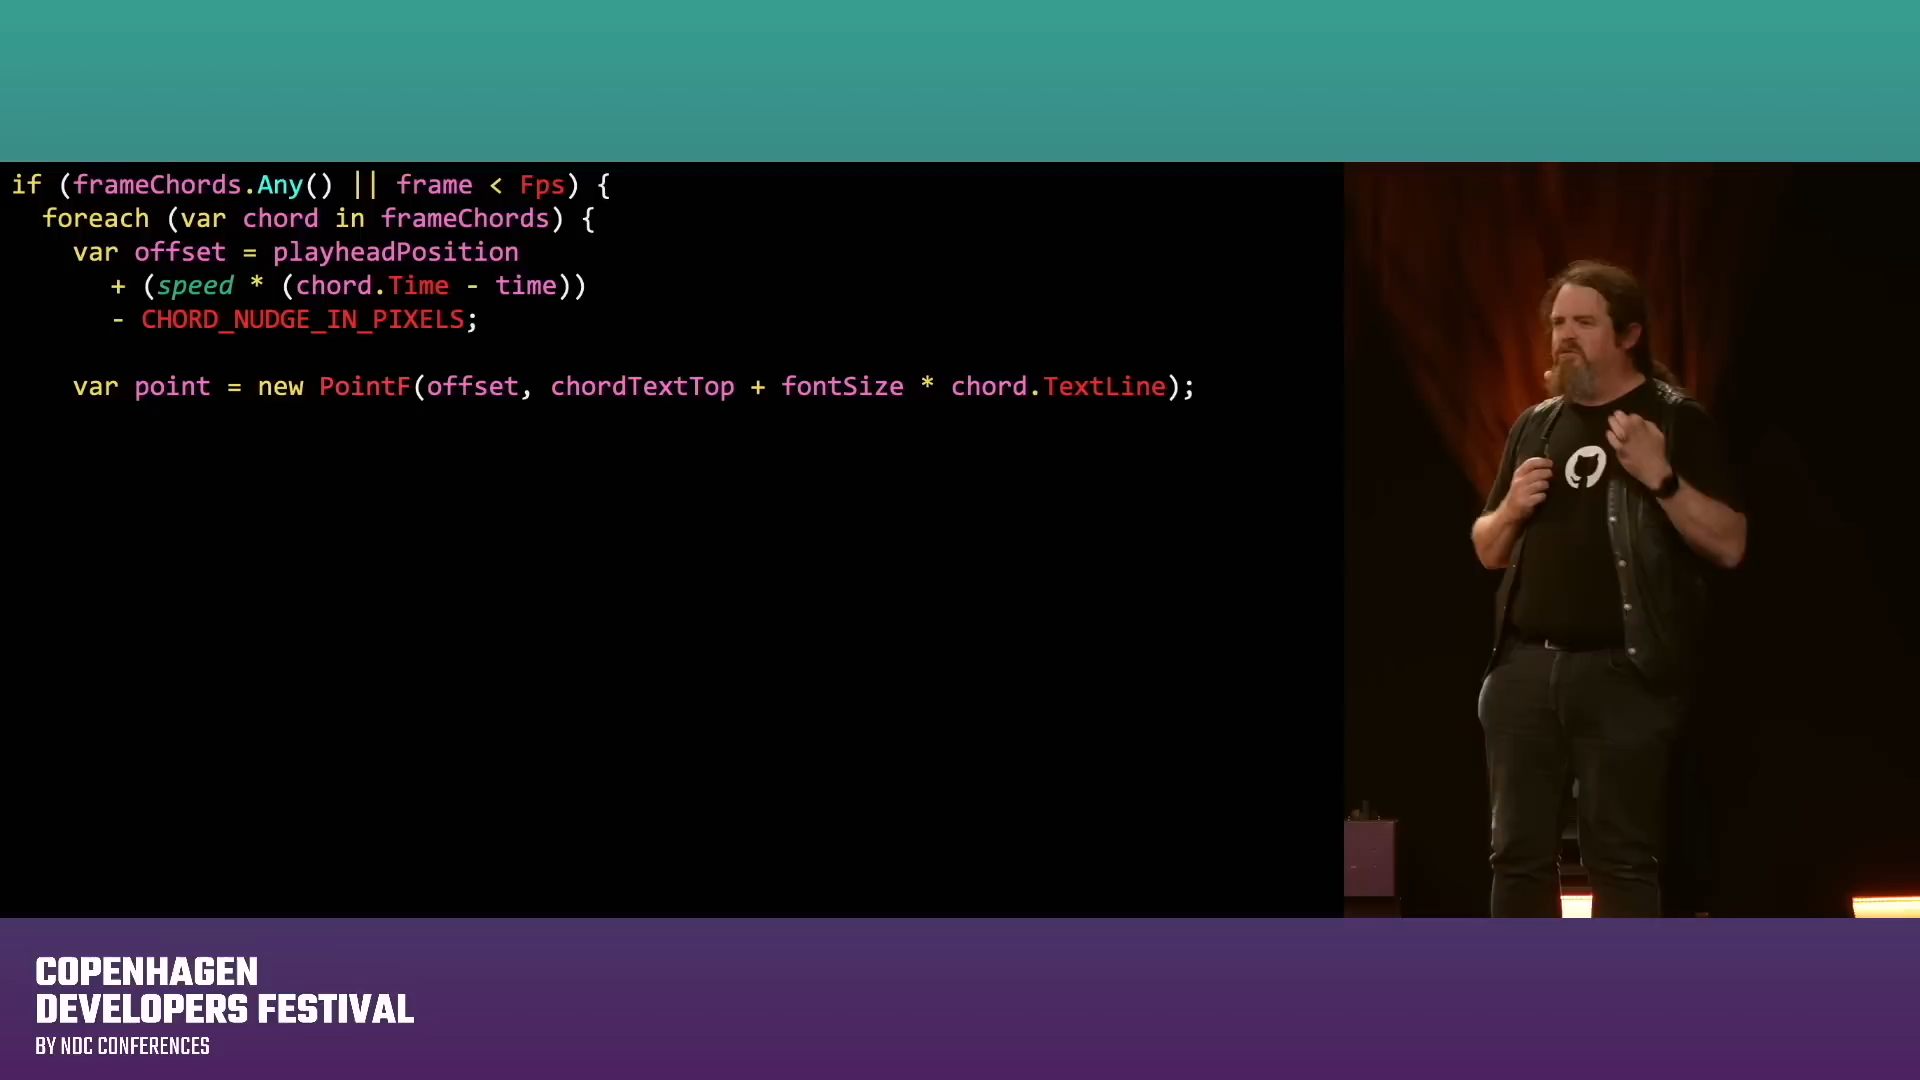 if (frameChords.Any() || frame < Fps) {
foreach (var chord in frameChords) {
var offset = playheadPosition
+ (speed * (chord.Time - time))
- CHORD_NUDGE_IN_PIXELS;
var point = new PointF(offset, chordTextTop + fontSize * chord.TextLine);
COPENHAGEN
DEVELOPERS FESTIVAL
BY NDC CONFERENCES